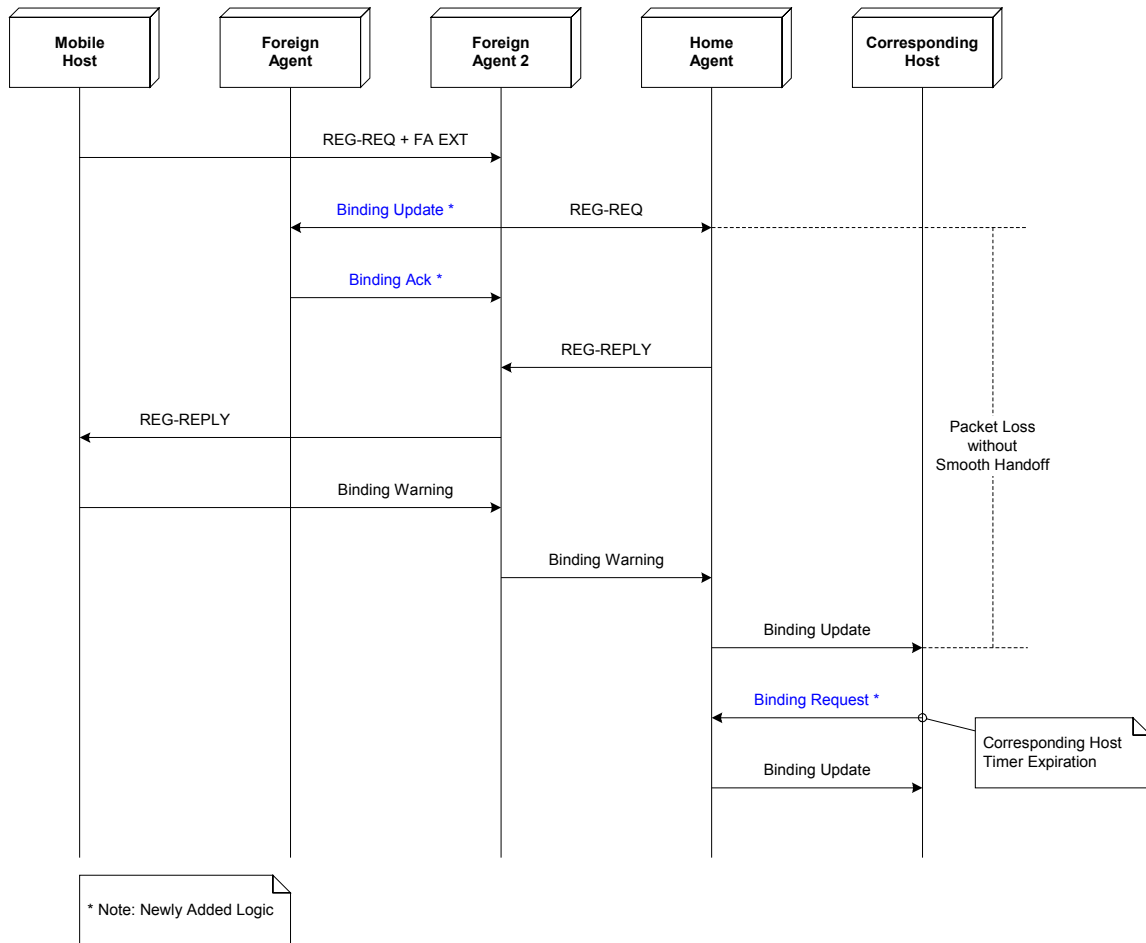 Mobile
Host
Foreign
Agent
Foreign
Agent 2
Home
Agent
Corresponding
Host
REG-REQ + FA EXT
Binding Update *
REG-REQ
Binding Ack *
REG-REPLY
REG-REPLY
Packet Loss
without
Smooth Handoff
Binding Warning
Binding Warning
Binding Update
Binding Request *
Corresponding Host
Timer Expiration
Binding Update
* Note: Newly Added Logic